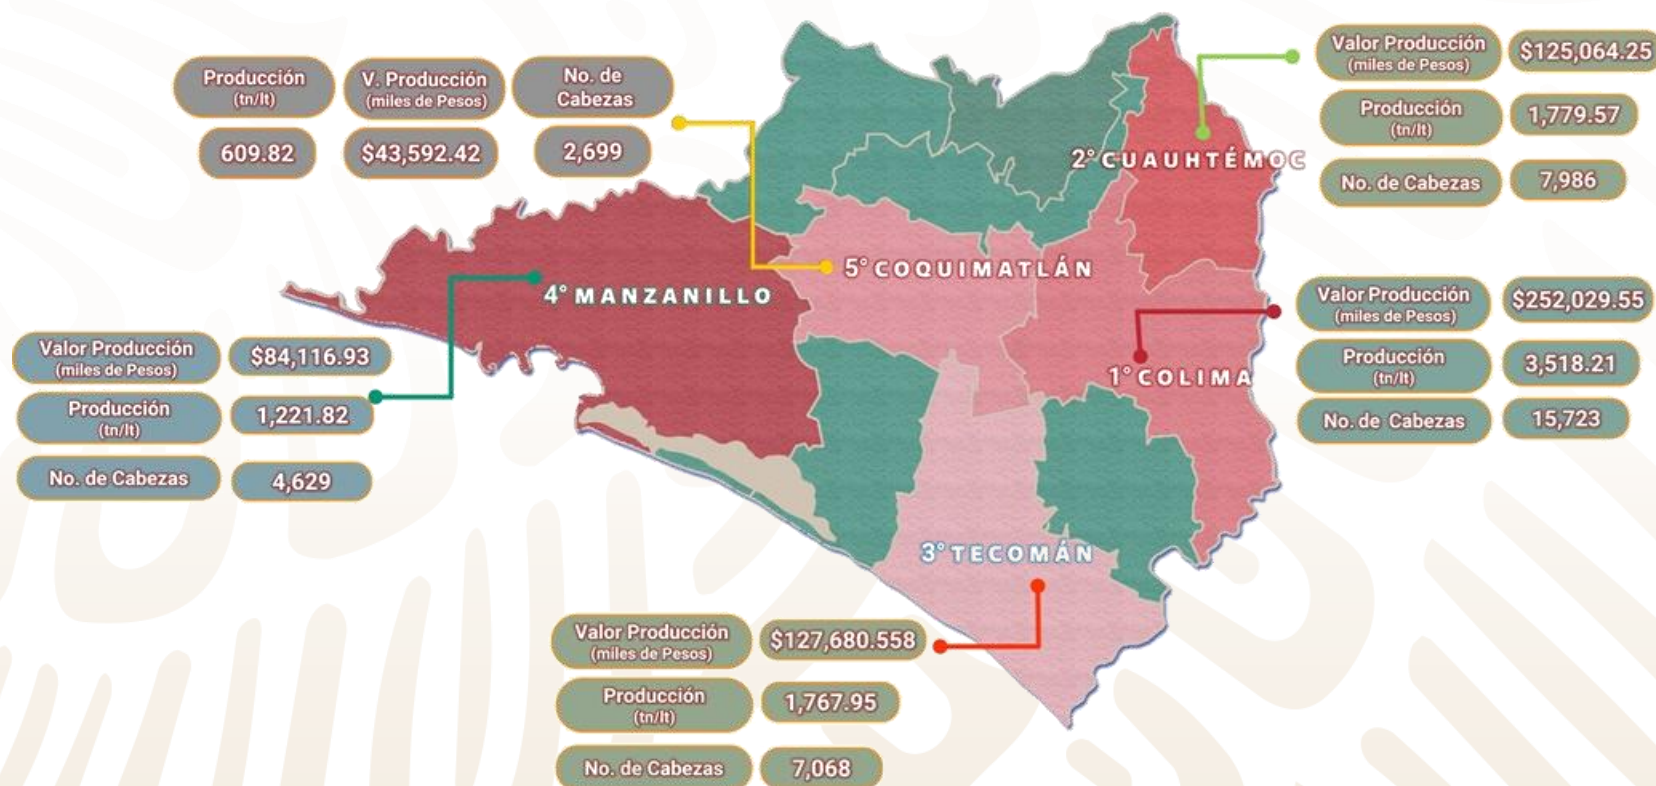 Producción
(tn/lt)
V. Producción
(miles de Pesos)
No. de
Cabezas
609.82
$43,592.42
2,699
Valor Producción
(miles de Pesos)
$125,064.25
Producción
(tn/lt)
1,779.57
No. de Cabezas
7,986
2° CUAUHTÉMOC
5° COQUIMATLÁN
4° MANZANILLO
Valor Producción
(miles de Pesos)
$252,029.55
Producción
(tn/lt)
3,518.21
No. de Cabezas
15,723
1° COLIMA
Valor Producción
(miles de Pesos)
$84,116.93
Producción
(tn/lt)
1,221.82
No. de Cabezas
4,629
3° TECOMÁN
Valor Producción
(miles de Pesos)
$127,680.558
Producción
(tn/lt)
1,767.95
No. de Cabezas
7,068